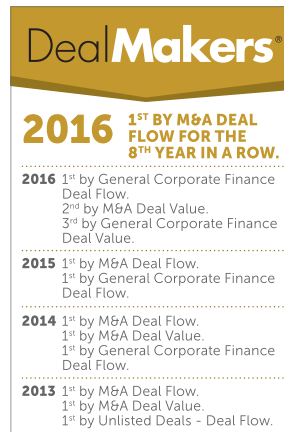 DealMakers®
2016 1ST BY M&A DEAL
FLOW FOR THE
8TH YEAR IN A ROW.
2016 1st by General Corporate Finance
Deal Flow.
2nd by M&A Deal Value.
3rd by General Corporate Finance
Deal Value.
2015 1st by M&A Deal Flow.
1st by General Corporate Finance
Deal Flow.
2014 1st by M&A Deal Flow.
1st by M&A Deal Value.
1st by General Corporate Finance
Deal Flow.
2013 1st by M&A Deal Flow.
1st by M&A Deal Value.
1st by Unlisted Deals - Deal Flow.